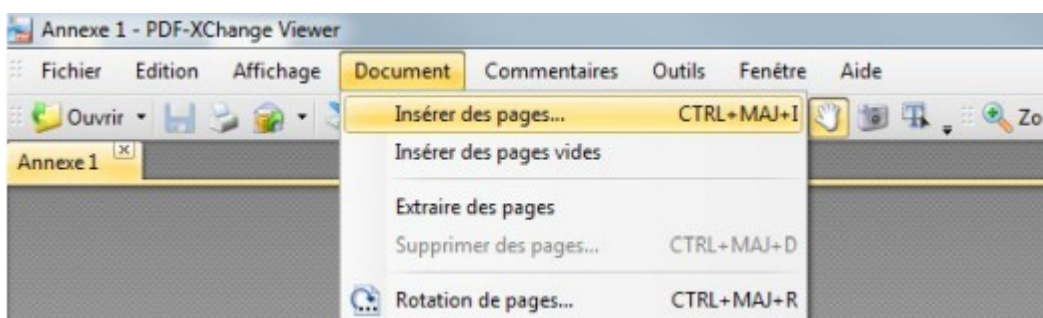 Annexe 1 - PDF-XChange Viewer
Fichier Edition Affichage Document Commentaires Outils Fenêtre Aide
Ouvrir
Annexe 1
Insérer des pages... CTRL+MAJ+I
Insérer des pages vides
Extraire des pages
Supprimer des pages... CTRL+MAJ+D
Rotation de pages... CTRL+MAJ+R